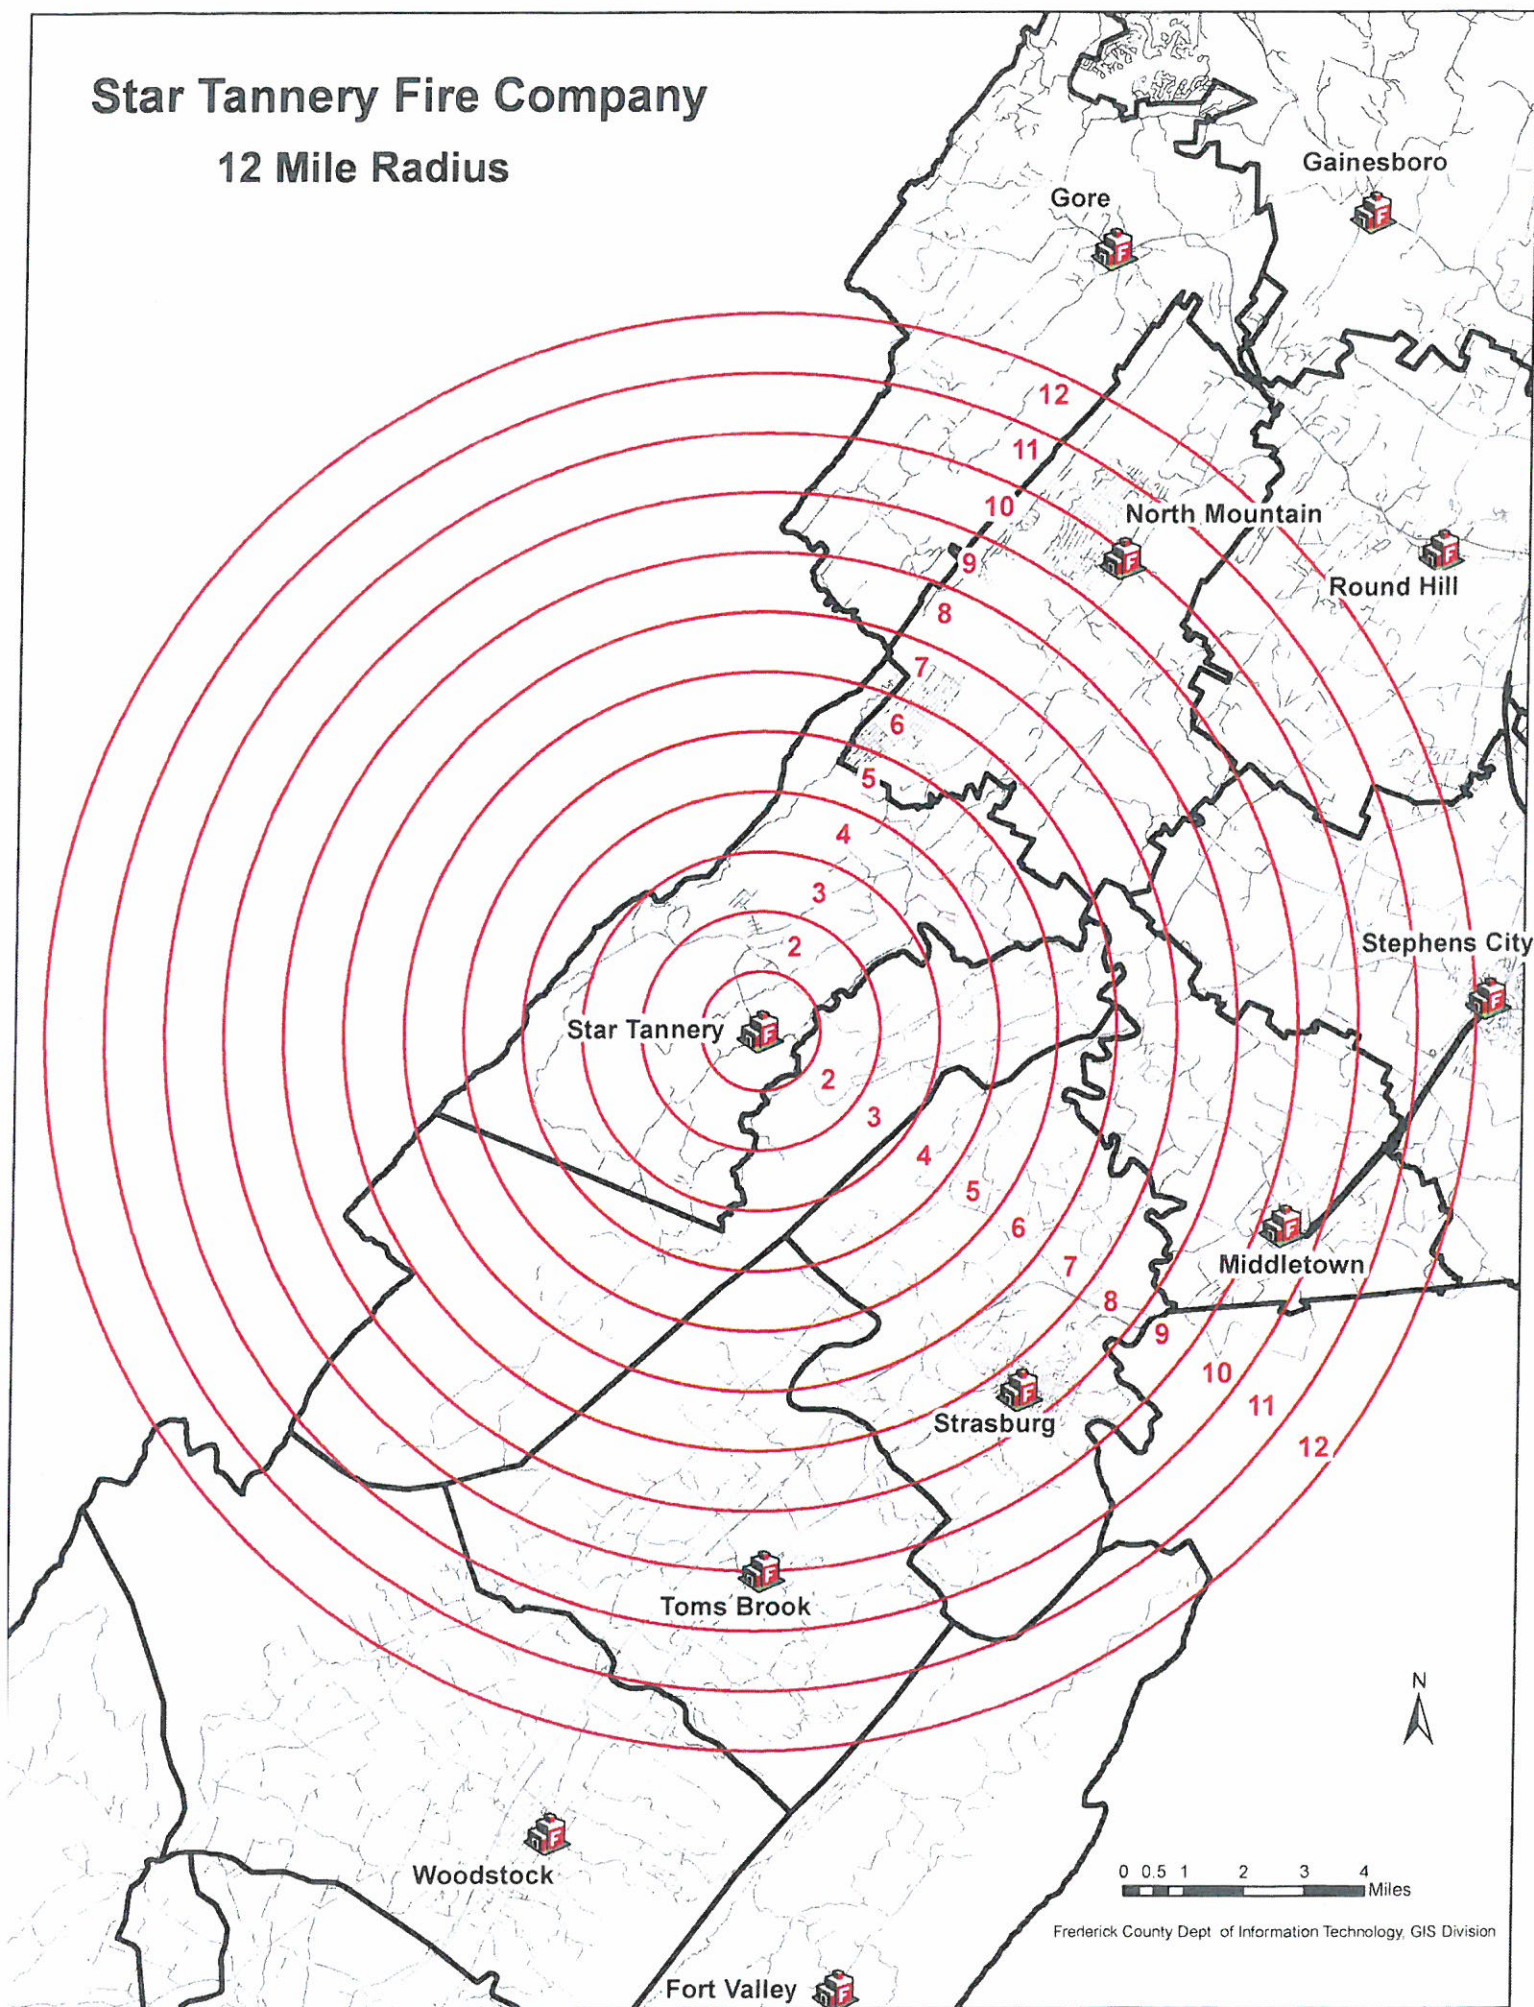 Star Tannery Fire Company
12 Mile Radius
Gainesboro
F
Gore
F
12
11
10
North Mountain
F
9
Round Hill
F
8
7
6
5
4
3
2
Stephens City
F
Star Tannery
F
2
3
4
5
6
7
8
9
10
11
12
Middletown
F
Strasburg
F
Toms Brook
F
Woodstock
F
Fort Valley
F
N
0 0.5 1 2 3 4
Miles
Frederick County Dept of Information Technology, GIS Division